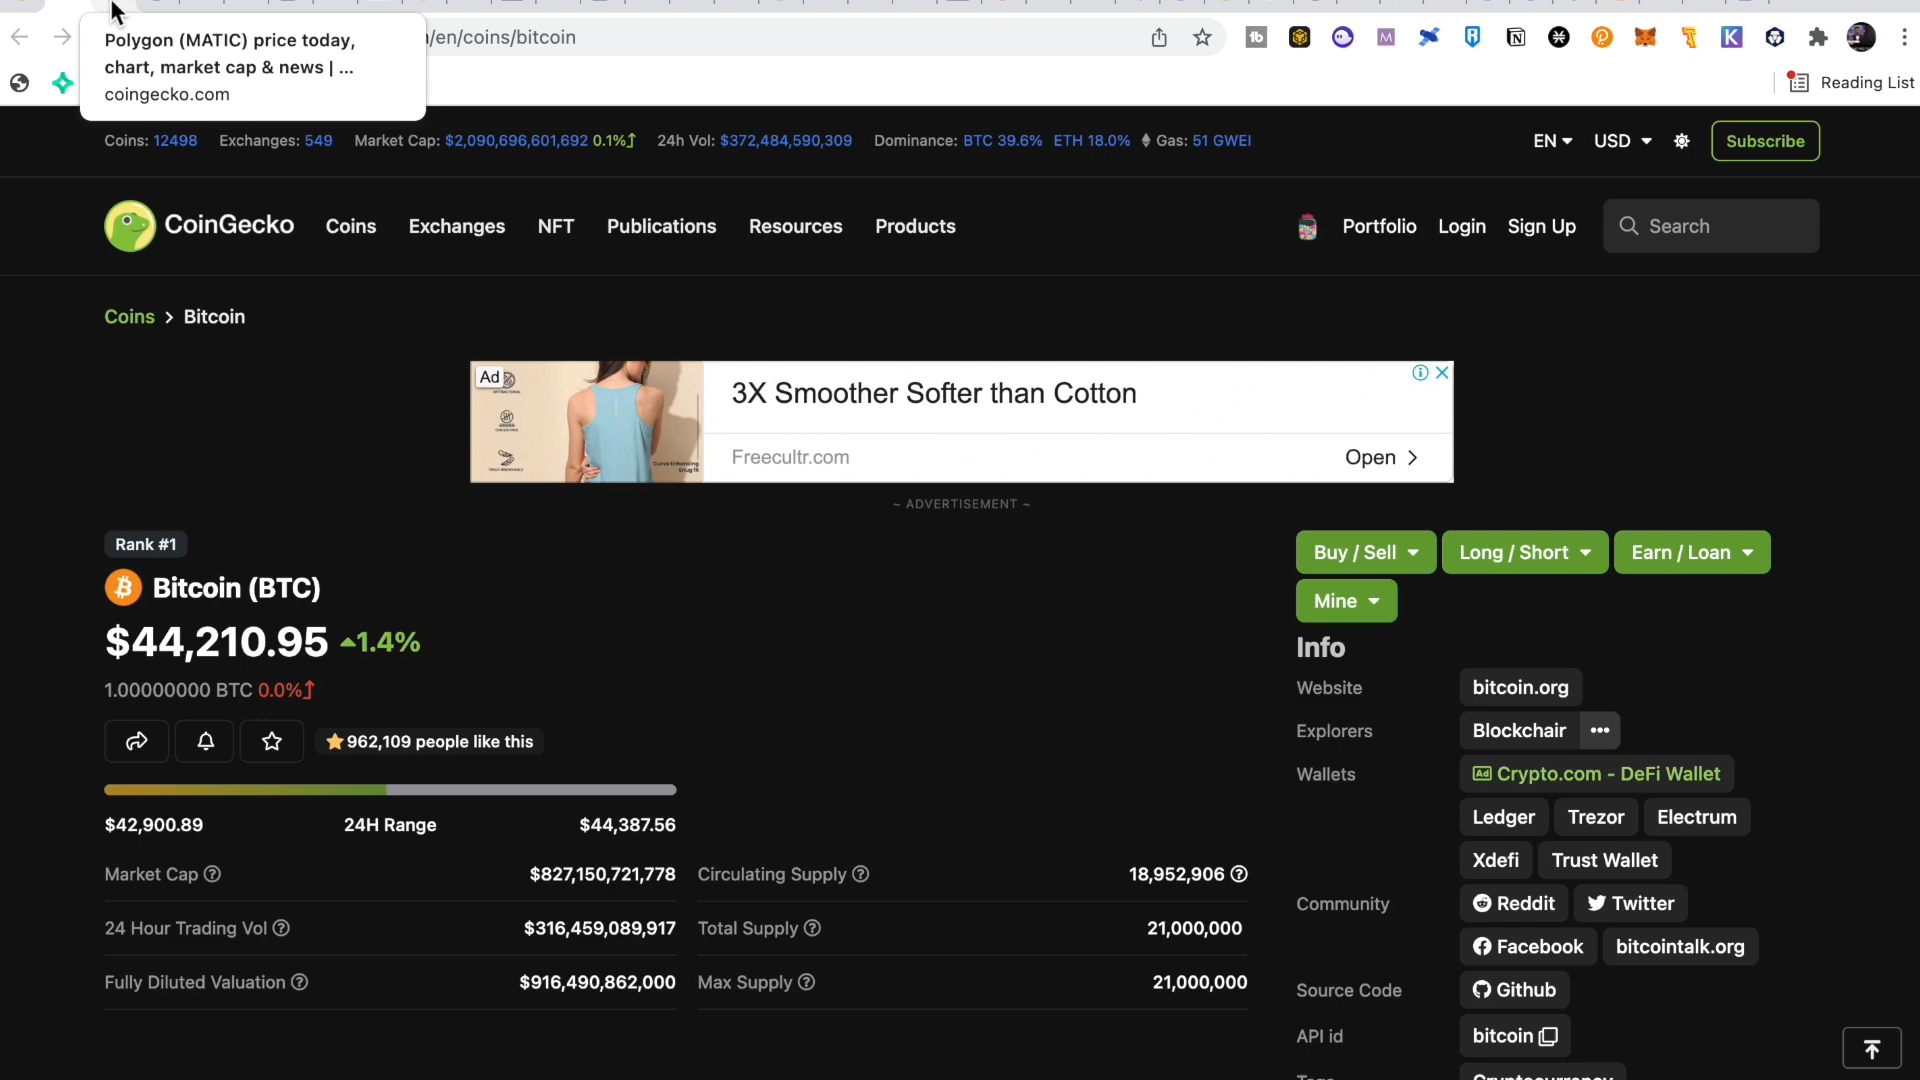 Polygon (MATIC) price today,
chart, market cap & news | ...
coingecko.com
/en/coins/bitcoin
Reading List
Coins: 12498 Exchanges: 549 Market Cap: $2,090,696,601,692 0.1% 24h Vol: $372,484,590,309 Dominance: BTC 39.6% ETH 18.0% Gas: 51 GWEI
EN USD Subscribe
CoinGecko Coins Exchanges NFT Publications Resources Products Portfolio Login Sign Up Search
Coins > Bitcoin
Ad
3X Smoother Softer than Cotton
Freecultr.com Open >
~ ADVERTISEMENT ~
Rank #1
Bitcoin (BTC)
$44,210.95 1.4%
1.00000000 BTC 0.0%
962,109 people like this
$42,900.89 24H Range $44,387.56
Market Cap $827,150,721,778 Circulating Supply 18,952,906
24 Hour Trading Vol $316,459,089,917 Total Supply 21,000,000
Fully Diluted Valuation $916,490,862,000 Max Supply 21,000,000
Buy / Sell Long / Short Earn / Loan
Mine
Info
Website bitcoin.org
Explorers Blockchair •••
Wallets Ad Crypto.com - DeFi Wallet
Ledger Trezor Electrum
Xdefi Trust Wallet
Community Reddit Twitter
Facebook bitcointalk.org
Source Code Github
API id bitcoin
Tags Cryptocurrency